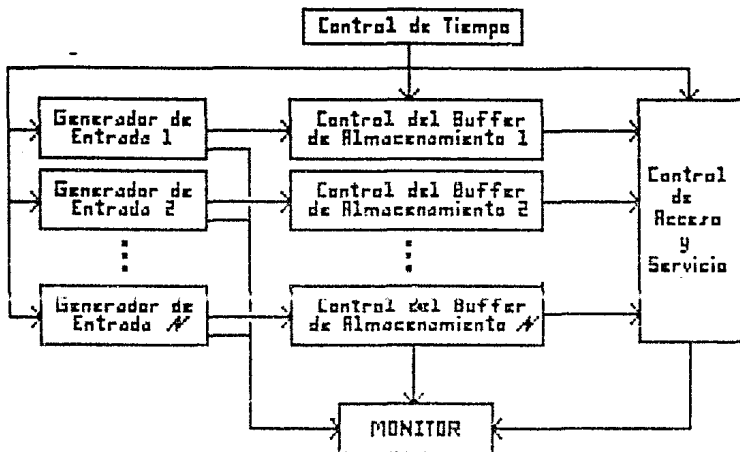 Control de Tiempo
Generador de
Entrada 1
Control del Buffer
de Almacenamiento 1
Generador de
Entrada 2
Control del Buffer
de Almacenamiento 2
Control
de
Acceso
y
Servicio
Generador de
Entrada N
Control del Buffer
de Almacenamiento N
MONITOR